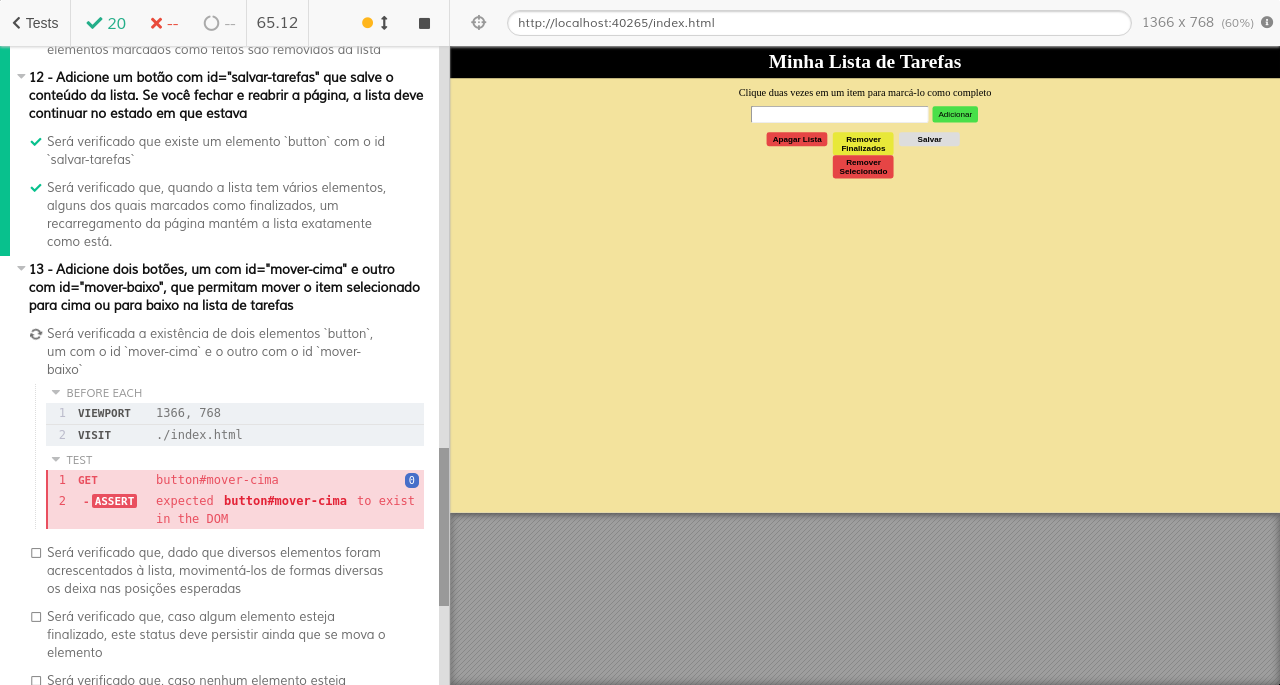 Tests
20
--
--
65.12
http://localhost:40265/index.html
1366 x 768 (60%)
elementos marcados como feitos são removidos da lista
12 - Adicione um botão com id="salvar-tarefas" que salve o
conteúdo da lista. Se você fechar e reabrir a página, a lista deve
continuar no estado em que estava
Será verificado que existe um elemento `button` com o id
`salvar-tarefas`
Será verificado que, quando a lista tem vários elementos,
alguns dos quais marcados como finalizados, um
recarregamento da página mantém a lista exatamente
como está.
13 - Adicione dois botões, um com id="mover-cima" e outro
com id="mover-baixo", que permitam mover o item selecionado
para cima ou para baixo na lista de tarefas
Será verificada a existência de dois elementos `button`,
um com o id `mover-cima` e o outro com o id `mover-
baixo`
BEFORE EACH
1 VIEWPORT 1366, 768
2 VISIT ./index.html
TEST
1 GET button#mover-cima 0
2 -ASSERT expected button#mover-cima to exist
in the DOM
Será verificado que, dado que diversos elementos foram
acrescentados à lista, movimentá-los de formas diversas
os deixa nas posições esperadas
Será verificado que, caso algum elemento esteja
finalizado, este status deve persistir ainda que se mova o
elemento
Será verificado que, caso nenhum elemento esteja
Minha Lista de Tarefas
Clique duas vezes em um item para marcá-lo como completo
Adicionar
Apagar Lista
Remover
Finalizados
Salvar
Remover
Selecionado